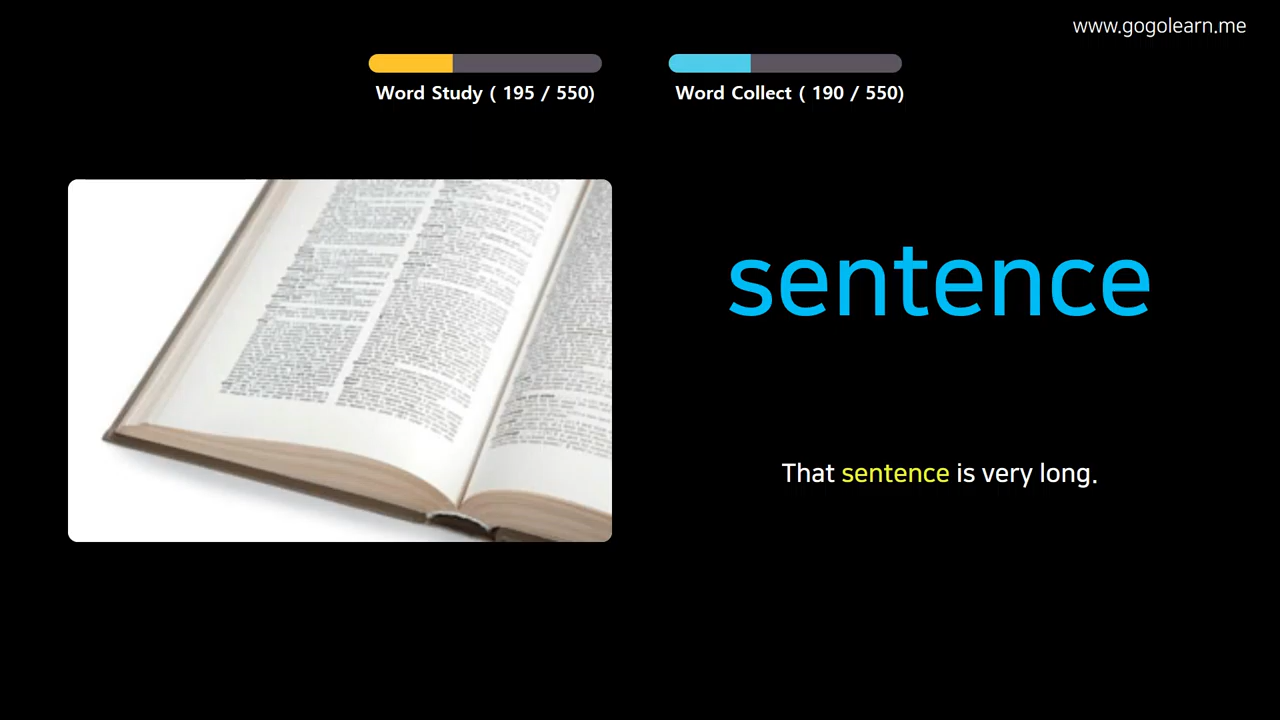 www.gogolearn.me
Word Study ( 195 / 550)
Word Collect ( 190 / 550)
sentence
That sentence is very long.